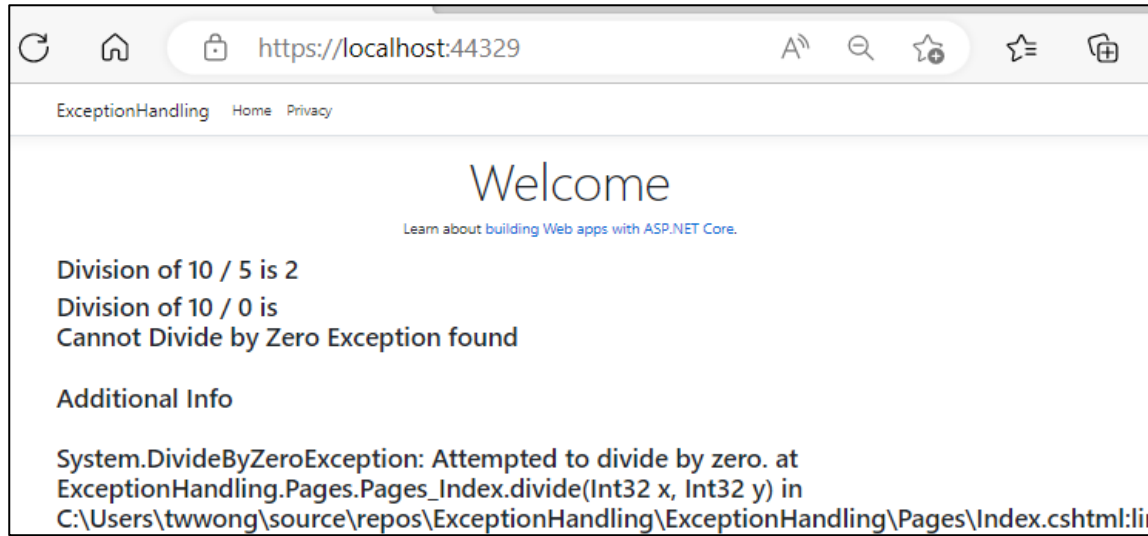 https://localhost:44329
ExceptionHandling Home Privacy
Welcome
Learn about building Web apps with ASP.NET Core.
Division of 10 / 5 is 2
Division of 10 / 0 is
Cannot Divide by Zero Exception found
Additional Info
System.DivideByZeroException: Attempted to divide by zero. at
ExceptionHandling.Pages.Pages_Index.divide(Int32 x, Int32 y) in
C:\Users\twwong\source\repos\ExceptionHandling\ExceptionHandling\Pages\Index.cshtml:li